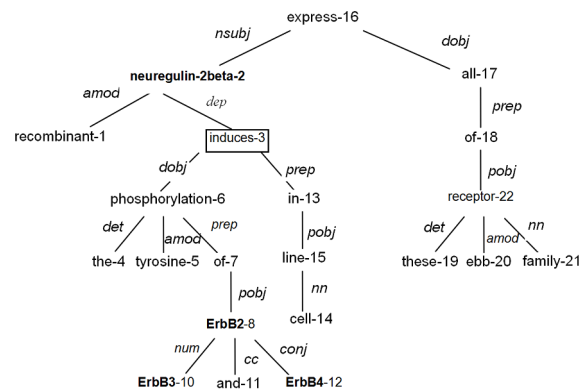 express-16
nsubj dobj
neuregulin-2beta-2 all-17
amod dep prep
recombinant-1 induces-3 of-18
dobj prep pobj
phosphorylation-6 in-13 receptor-22
det amod prep pobj det amod nn
the-4 tyrosine-5 of-7 line-15 these-19 ebb-20 family-21
pobj nn
ErbB2-8 cell-14
num cc conj
ErbB3-10 and-11 ErbB4-12